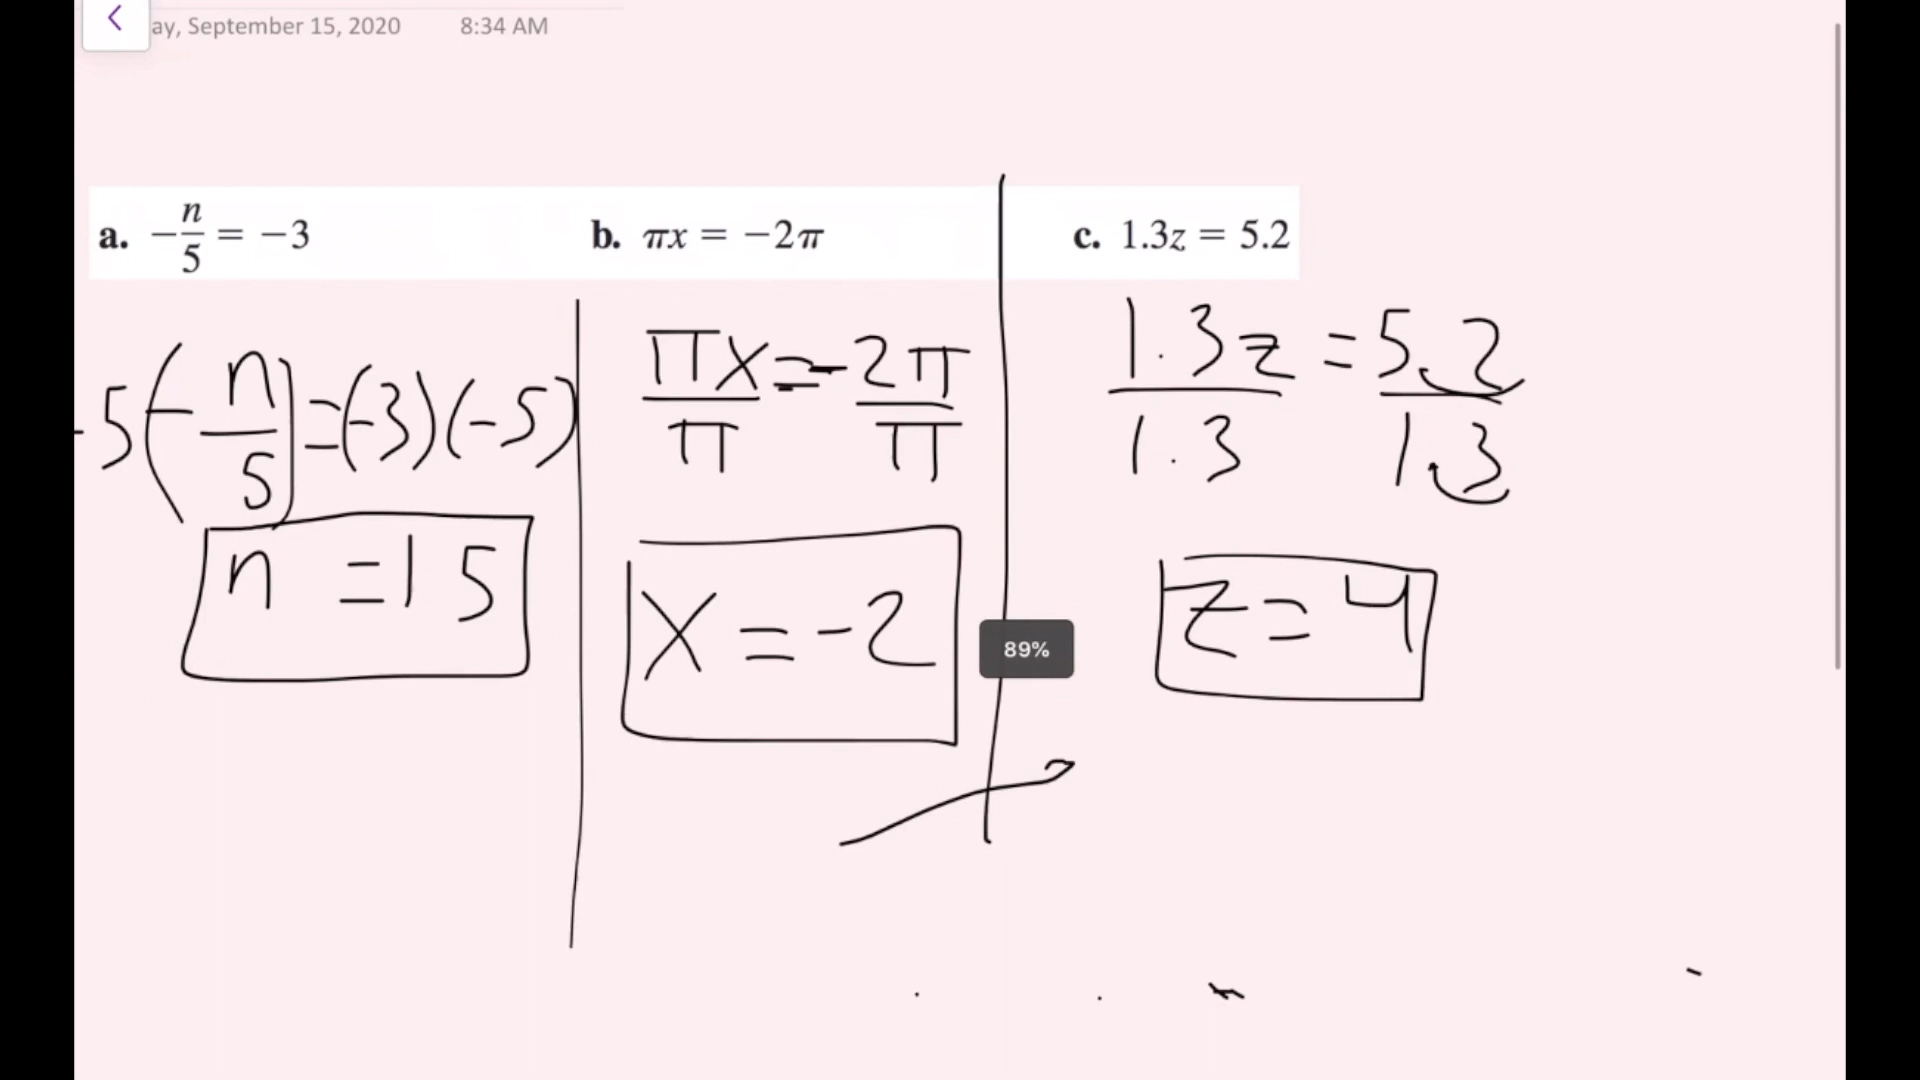 ay, September 15, 2020 8:34 AM
a. -n/5 = -3 b. πx = -2π c. 1.3z = 5.2
-5(-n/5) = (-3)(-5)
n = 15
πx = -2π
π π
x = -2
1.3z = 5.2
1.3 1.3
z = 4
89%